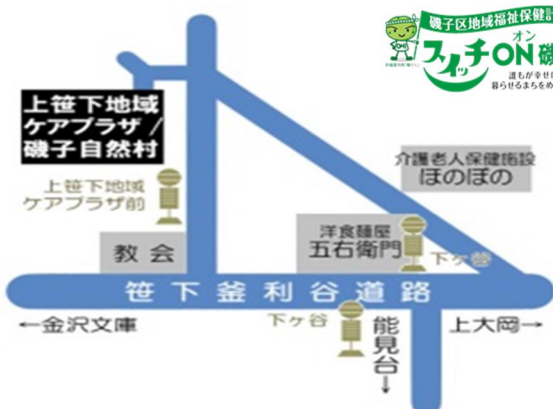 磯子区地域福祉保健計
スイッチON磯
オン
誰もが幸せに
暮らせるまちをめ
上笹下地域
ケアプラザ/
磯子自然村
上笹下地域
ケアプラザ前
介護老人保健施設
ほのぼの
洋食麺屋
五右衛門
下ヶ谷
教会
笹下釜利谷道路
←金沢文庫
下ヶ谷
能見台→
上大岡→